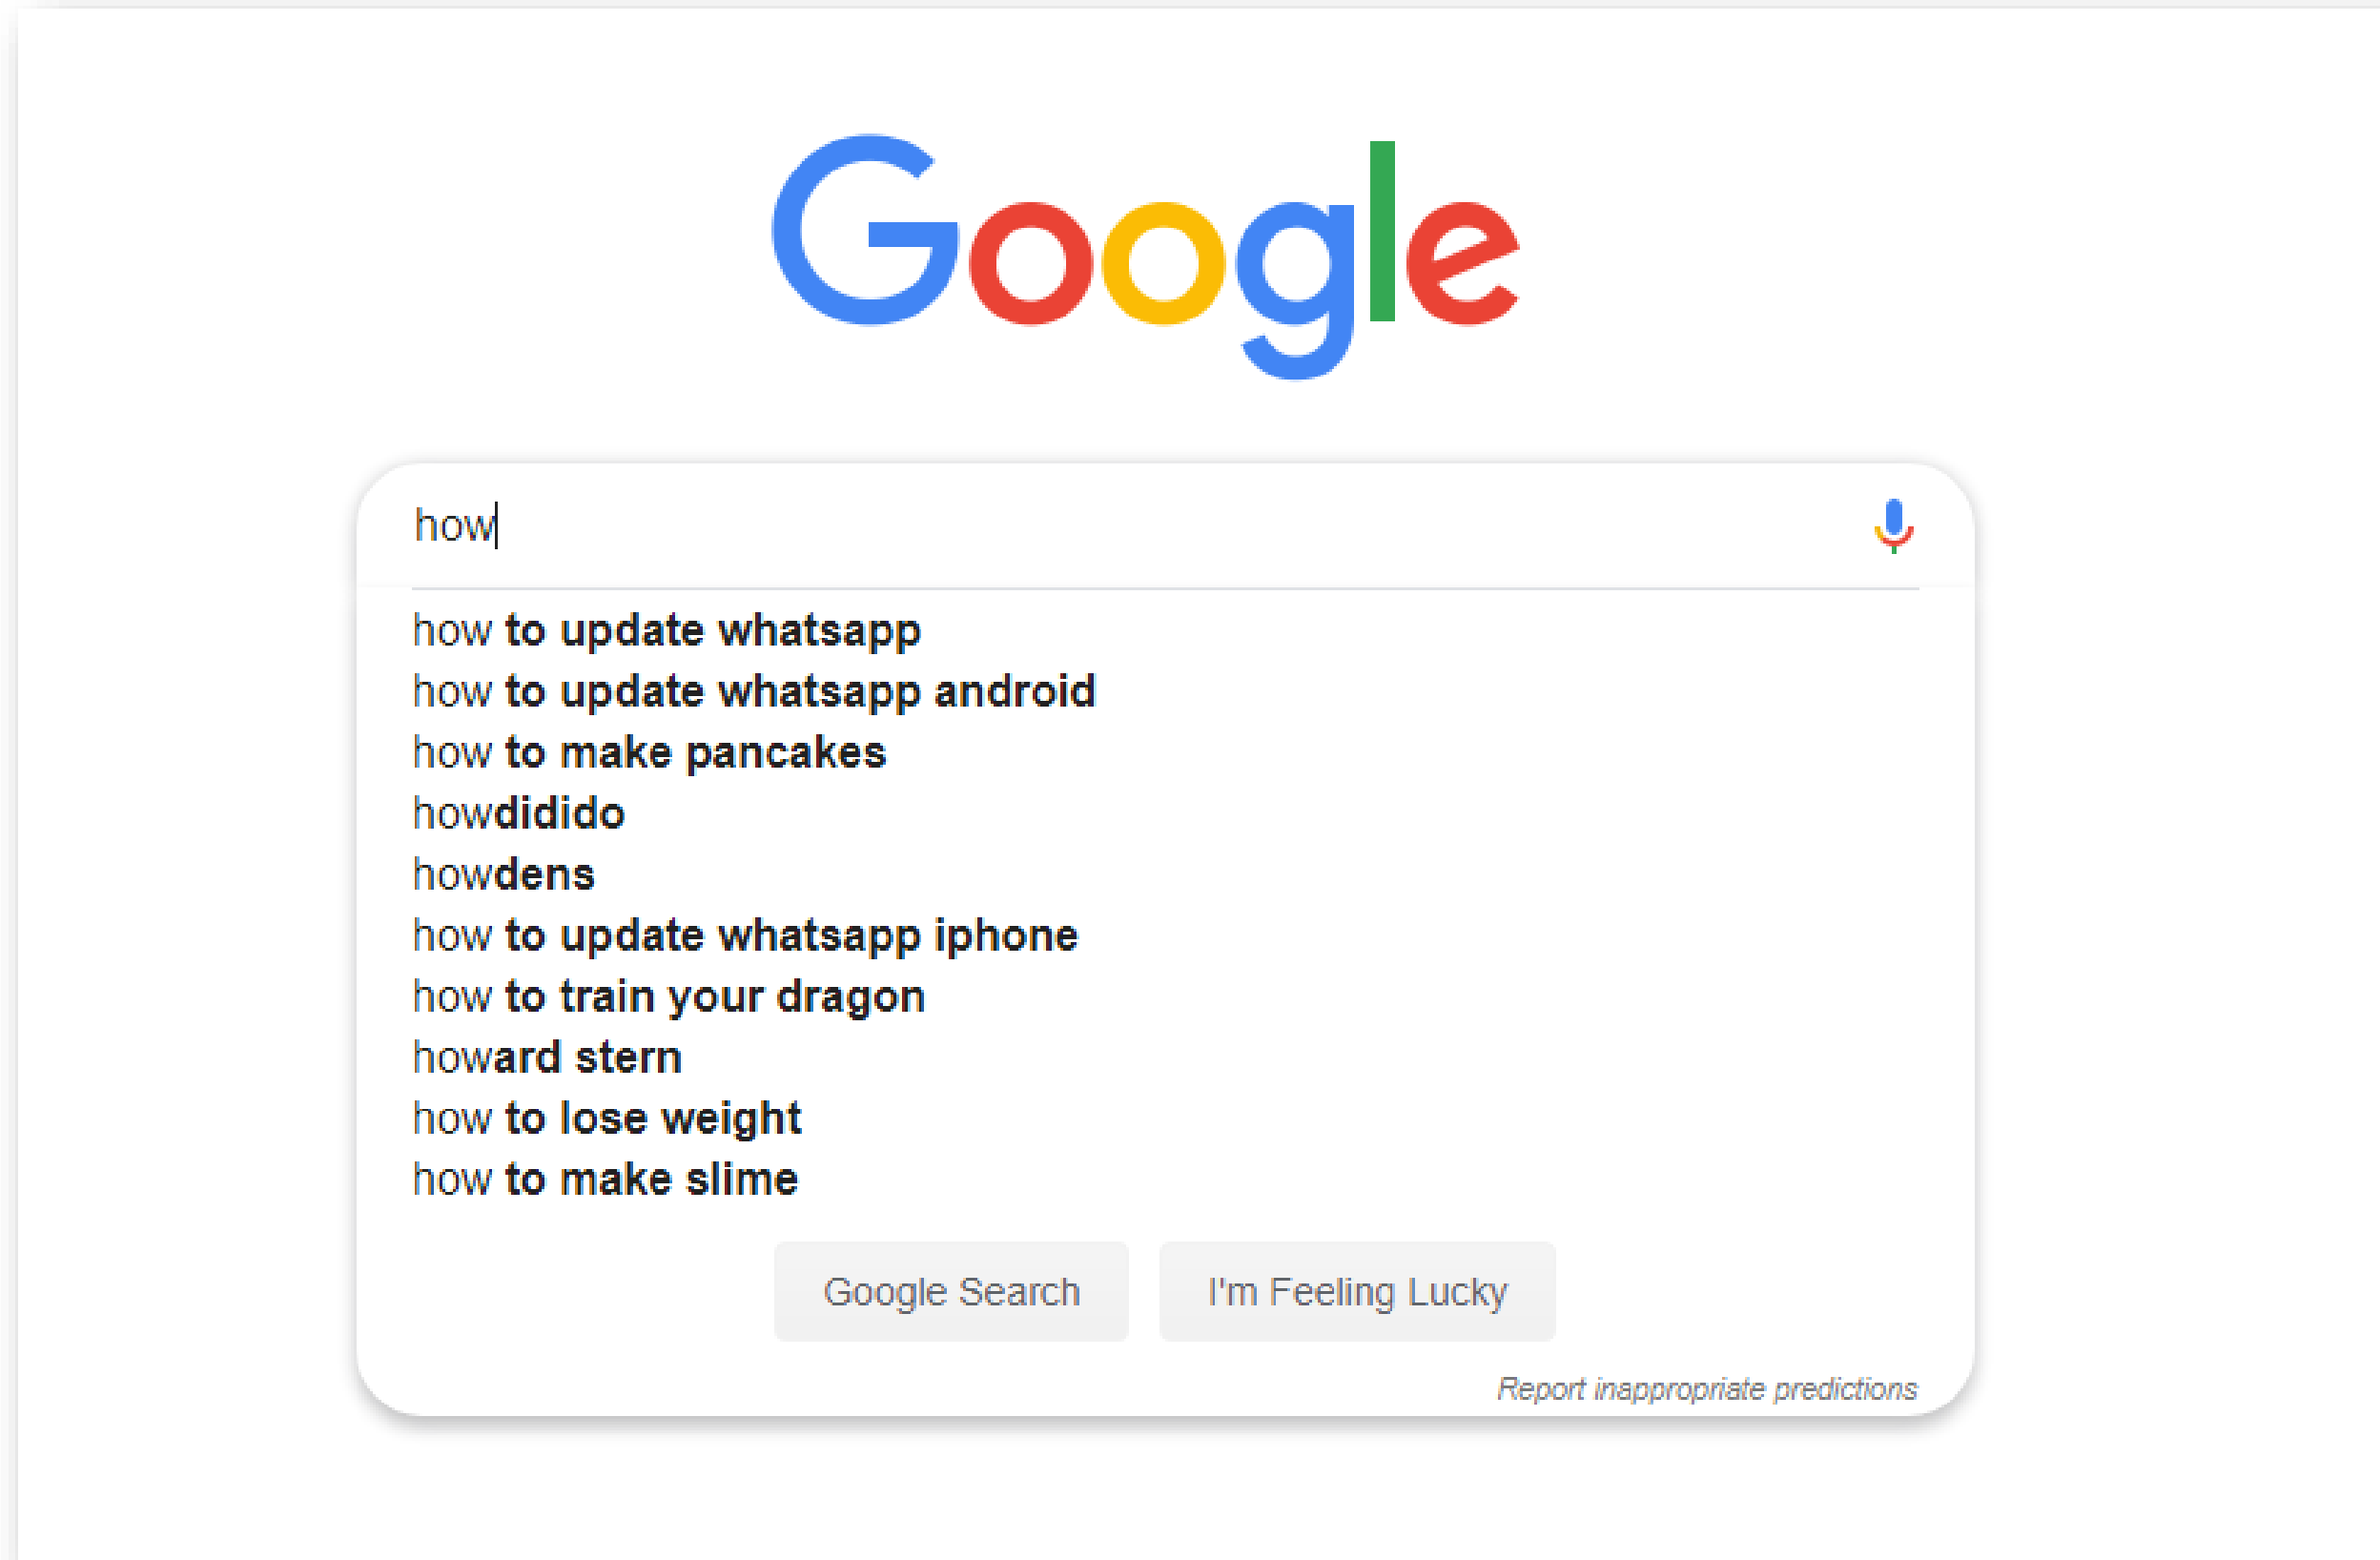 Google
how
how to update whatsapp
how to update whatsapp android
how to make pancakes
howdidido
howdens
how to update whatsapp iphone
how to train your dragon
howard stern
how to lose weight
how to make slime
Google Search
I'm Feeling Lucky
Report inappropriate predictions